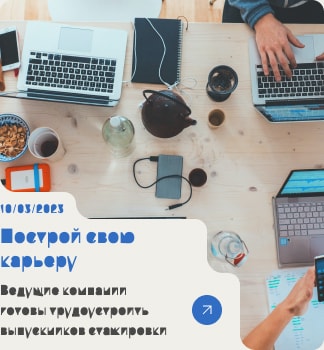 10/03/2023
Построй свою
карьеру
Ведущие компании
готовы трудоустроить
выпускников стажировки